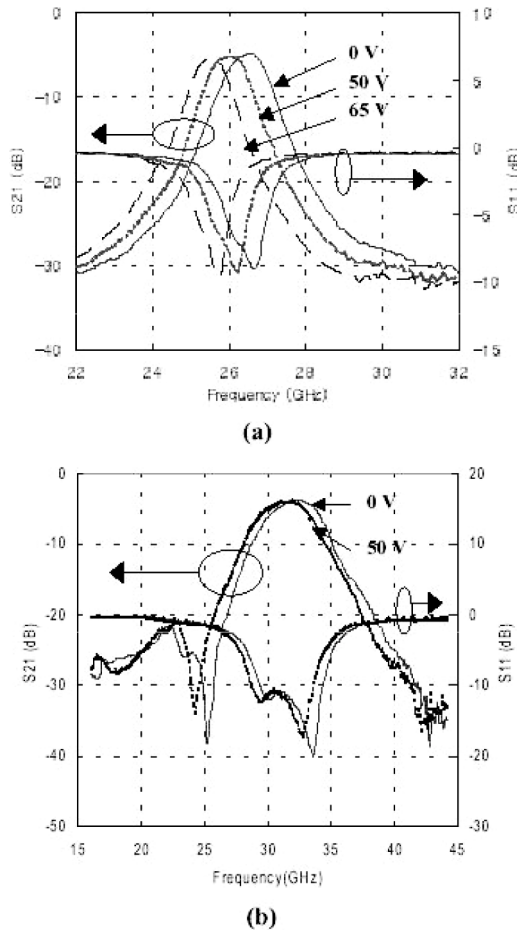 0 10
0 V
50 V
65 V
-10 5
-20 0
-30 -5
-10
-40 -15
22 24 26 28 30 32
S21 (dB)
S11 (dB)
Frequency (GHz)
(a)
0 20
0 V
50 V
-10 10
-20 0
-30 -10
-40 -20
-50 -30
15 20 25 30 35 40 45
S21 (dB)
S11 (dB)
Frequency(GHz)
(b)